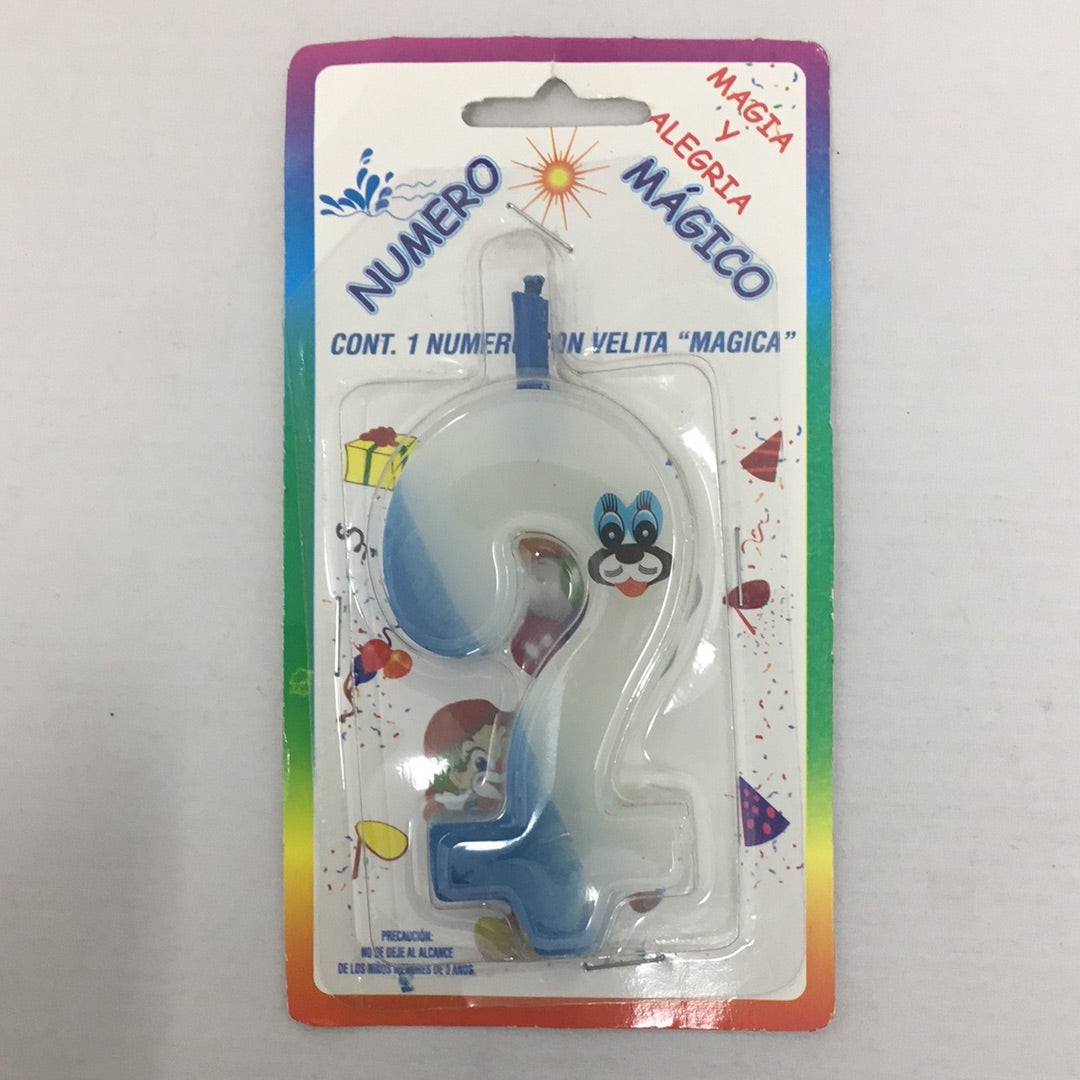 MAGIA
Y
ALEGRIA
NUMERO MÁGICO
CONT. 1 NUMERO CON VELITA “MAGICA”
PRECAUCIÓN:
NO SE DEJE AL ALCANCE
DE LOS NIÑOS MENORES DE 3 AÑOS.